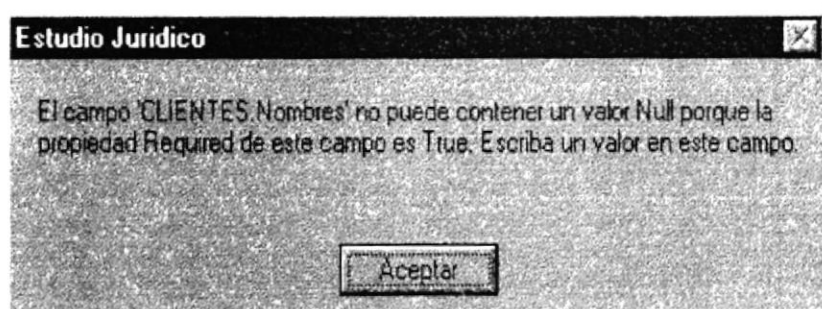 Estudio Jurídico
El campo 'CLIENTES.Nombres' no puede contener un valor Null porque la
propiedad Required de este campo es True. Escriba un valor en este campo.
Aceptar